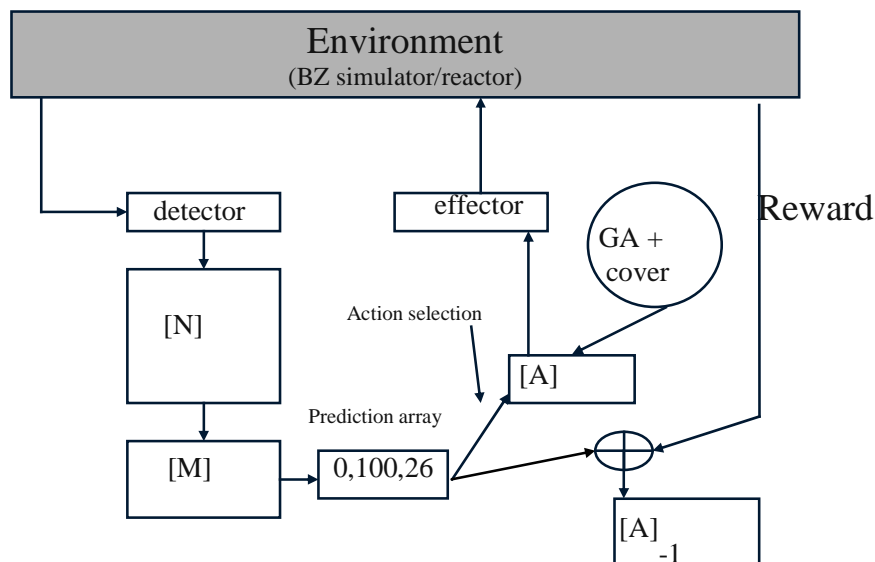 Environment
(BZ simulator/reactor)
detector
effector
Reward
GA +
cover
[N]
Action selection
[A]
Prediction array
[M]
0,100,26
[A]
-1